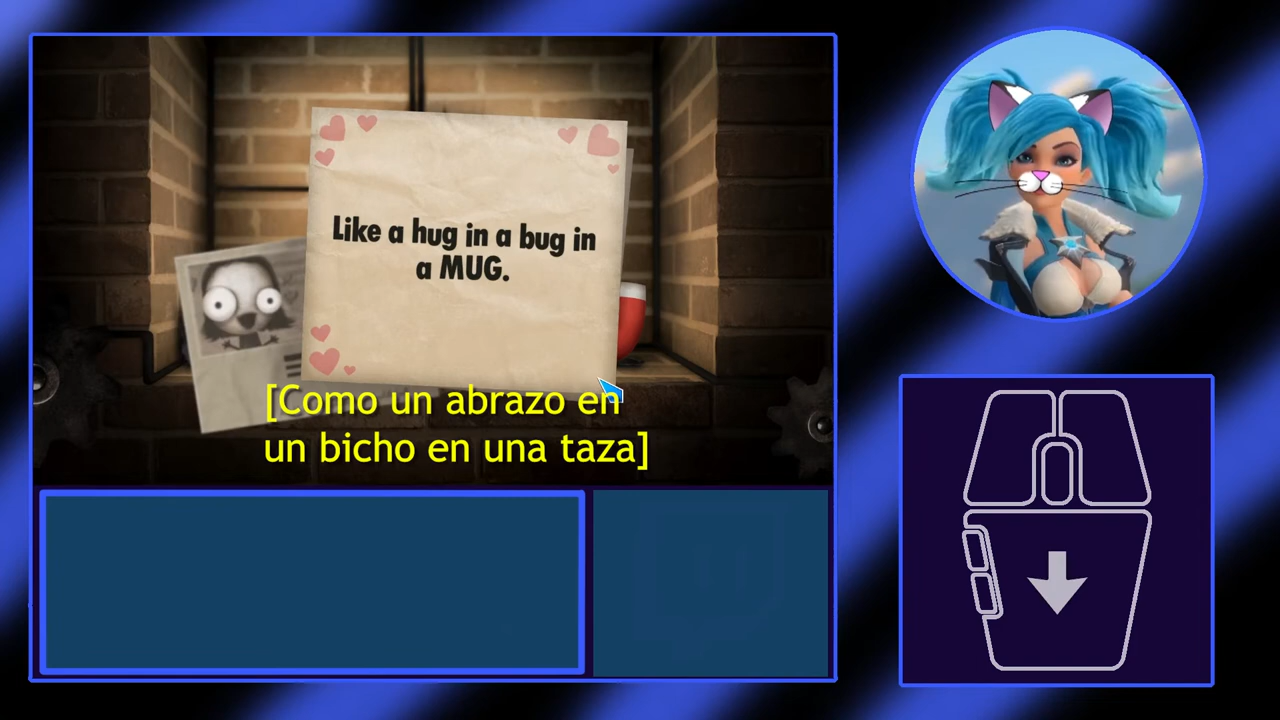 Like a hug in a bug in
a MUG.
[Como un abrazo en
un bicho en una taza]